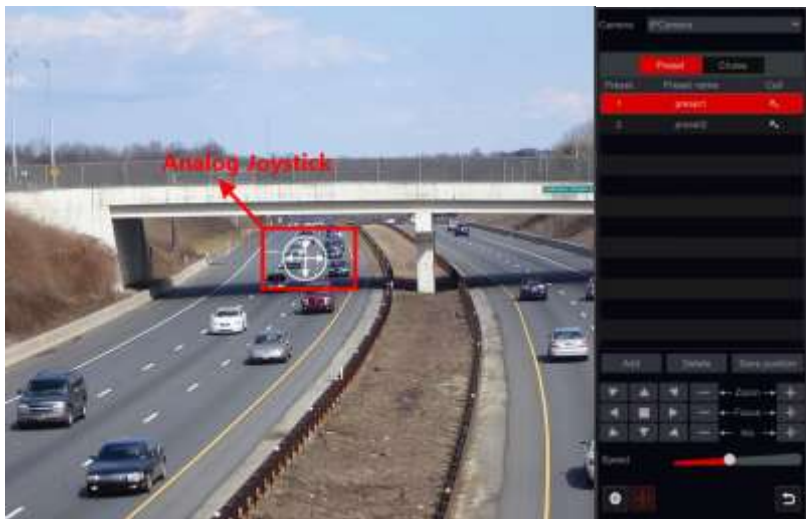 Camera IPCamera
Preset Cruise
Preset Preset name Call
1 preset1
2 preset2
Analog Joystick
Add Delete Save position
Zoom
Focus
Iris
Speed